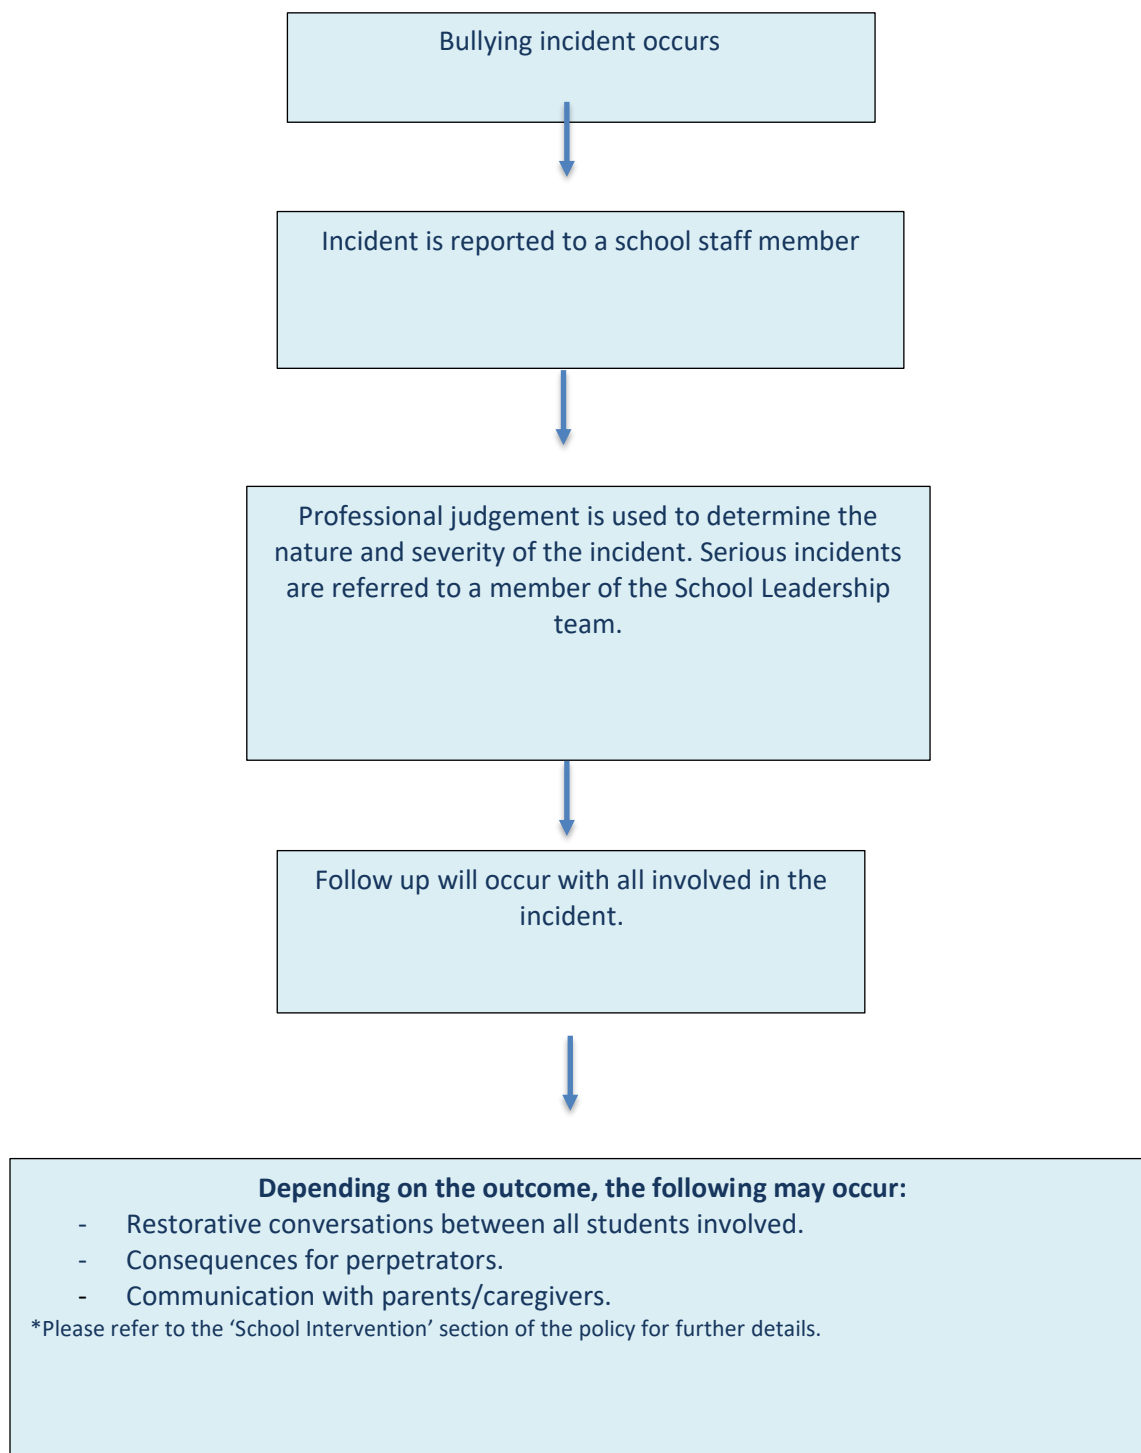 Bullying incident occurs
Incident is reported to a school staff member
Professional judgement is used to determine the
nature and severity of the incident. Serious incidents
are referred to a member of the School Leadership
team.
Follow up will occur with all involved in the
incident.
Depending on the outcome, the following may occur:
- Restorative conversations between all students involved.
- Consequences for perpetrators.
- Communication with parents/caregivers.
*Please refer to the ‘School Intervention’ section of the policy for further details.